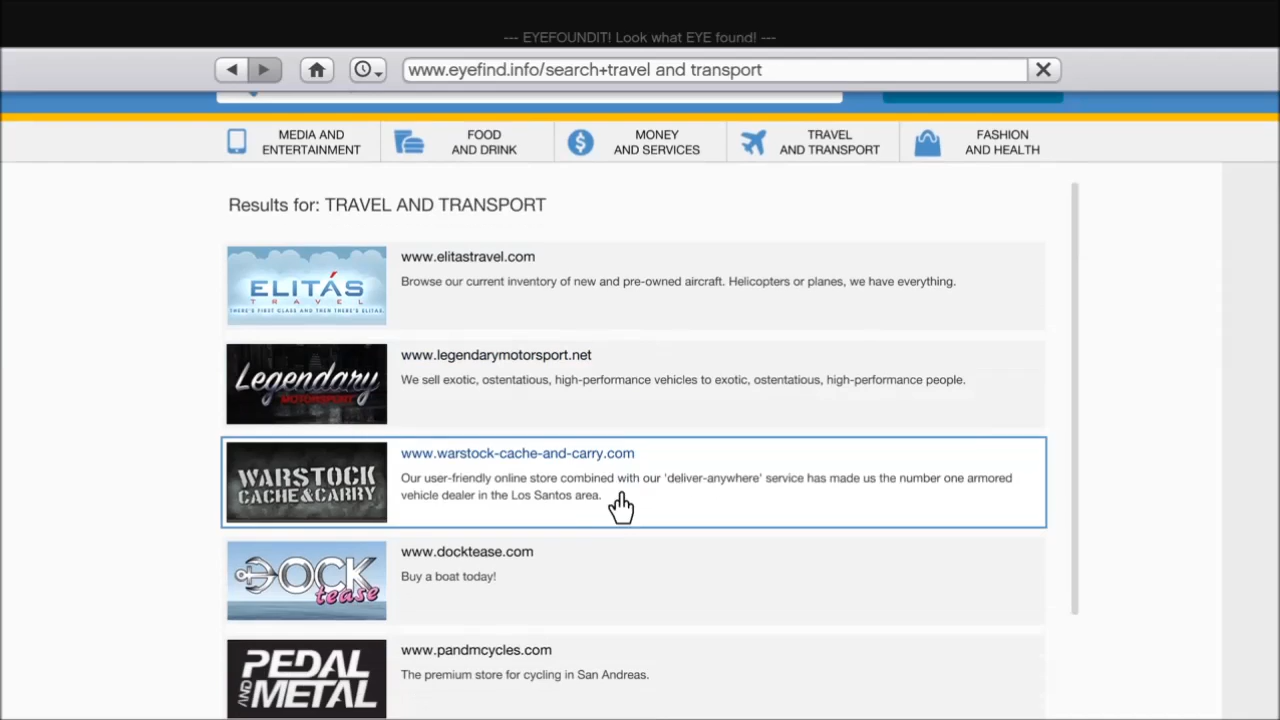 --- EYEFOUNDIT! Look what EYE found! ---
www.eyefind.info/search+travel and transport
MEDIA AND
ENTERTAINMENT
FOOD
AND DRINK
MONEY
AND SERVICES
TRAVEL
AND TRANSPORT
FASHION
AND HEALTH
Results for: TRAVEL AND TRANSPORT
ELITÁS
TRAVEL
THERE'S FIRST CLASS AND THEN THERE'S ELITAS.
www.elitastravel.com
Browse our current inventory of new and pre-owned aircraft. Helicopters or planes, we have everything.
Legendary
MOTORSPORT
www.legendarymotorsport.net
We sell exotic, ostentatious, high-performance vehicles to exotic, ostentatious, high-performance people.
WARSTOCK
CACHE&CARRY
www.warstock-cache-and-carry.com
Our user-friendly online store combined with our 'deliver-anywhere' service has made us the number one armored
vehicle dealer in the Los Santos area.
DOCK
tease
www.docktease.com
Buy a boat today!
PEDAL
AND METAL
www.pandmcycles.com
The premium store for cycling in San Andreas.